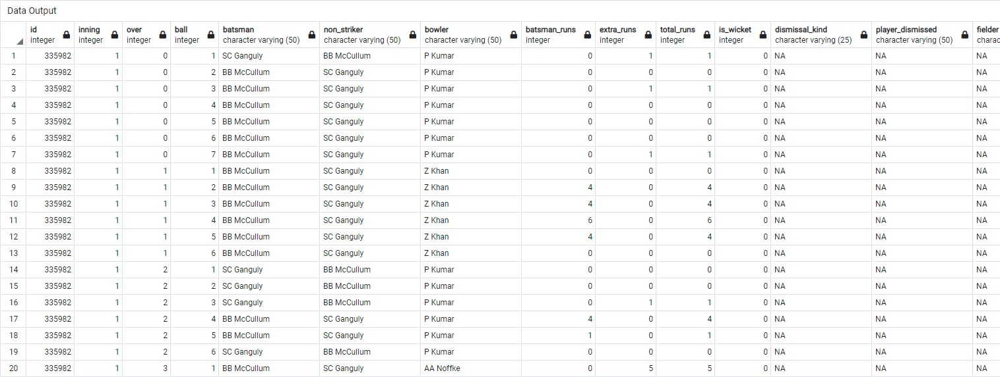 Data Output
id inning over ball batsman non_striker bowler batsman_runs extra_runs total_runs is_wicket dismissal_kind player_dismissed fielder
integer integer integer integer character varying (50) character varying (50) character varying (50) integer integer integer integer character varying (25) character varying (50) charac
1 335982 1 0 1 SC Ganguly BB McCullum P Kumar 0 1 1 0 NA NA NA
2 335982 1 0 2 BB McCullum SC Ganguly P Kumar 0 0 0 0 NA NA NA
3 335982 1 0 3 BB McCullum SC Ganguly P Kumar 0 1 1 0 NA NA NA
4 335982 1 0 4 BB McCullum SC Ganguly P Kumar 0 0 0 0 NA NA NA
5 335982 1 0 5 BB McCullum SC Ganguly P Kumar 0 0 0 0 NA NA NA
6 335982 1 0 6 BB McCullum SC Ganguly P Kumar 0 0 0 0 NA NA NA
7 335982 1 0 7 BB McCullum SC Ganguly P Kumar 0 1 1 0 NA NA NA
8 335982 1 1 1 BB McCullum SC Ganguly Z Khan 0 0 0 0 NA NA NA
9 335982 1 1 2 BB McCullum SC Ganguly Z Khan 4 0 4 0 NA NA NA
10 335982 1 1 3 BB McCullum SC Ganguly Z Khan 4 0 4 0 NA NA NA
11 335982 1 1 4 BB McCullum SC Ganguly Z Khan 6 0 6 0 NA NA NA
12 335982 1 1 5 BB McCullum SC Ganguly Z Khan 4 0 4 0 NA NA NA
13 335982 1 1 6 BB McCullum SC Ganguly Z Khan 0 0 0 0 NA NA NA
14 335982 1 2 1 SC Ganguly BB McCullum P Kumar 0 0 0 0 NA NA NA
15 335982 1 2 2 SC Ganguly BB McCullum P Kumar 0 0 0 0 NA NA NA
16 335982 1 2 3 SC Ganguly BB McCullum P Kumar 0 1 1 0 NA NA NA
17 335982 1 2 4 BB McCullum SC Ganguly P Kumar 4 0 4 0 NA NA NA
18 335982 1 2 5 BB McCullum SC Ganguly P Kumar 1 0 1 0 NA NA NA
19 335982 1 2 6 SC Ganguly BB McCullum P Kumar 0 0 0 0 NA NA NA
20 335982 1 3 1 BB McCullum SC Ganguly AA Noffke 0 5 5 0 NA NA NA